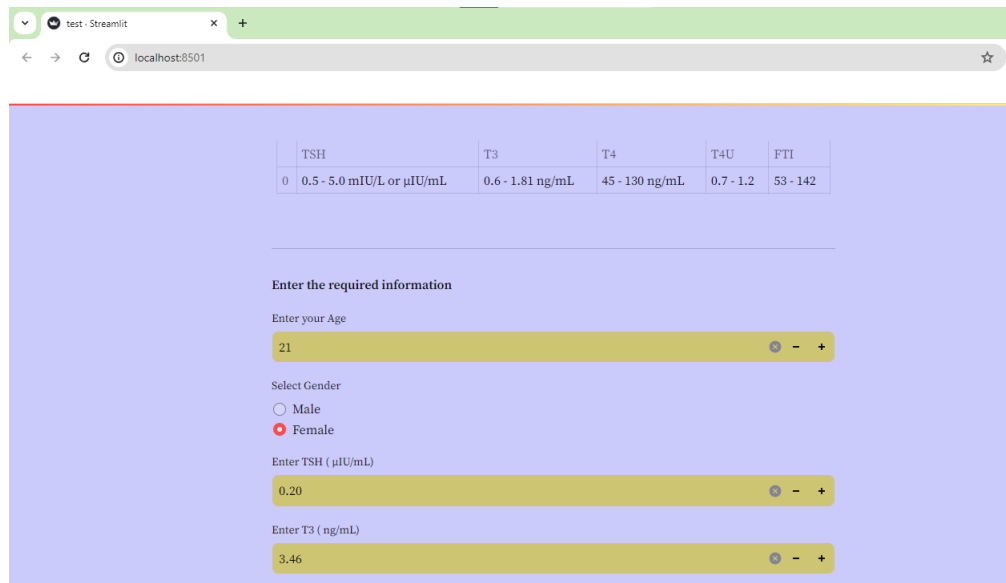 test · Streamlit
localhost:8501
TSH T3 T4 T4U FTI
0 0.5 - 5.0 mIU/L or µIU/mL 0.6 - 1.81 ng/mL 45 - 130 ng/mL 0.7 - 1.2 53 - 142
Enter the required information
Enter your Age
21
Select Gender
Male
Female
Enter TSH ( µIU/mL)
0.20
Enter T3 ( ng/mL)
3.46